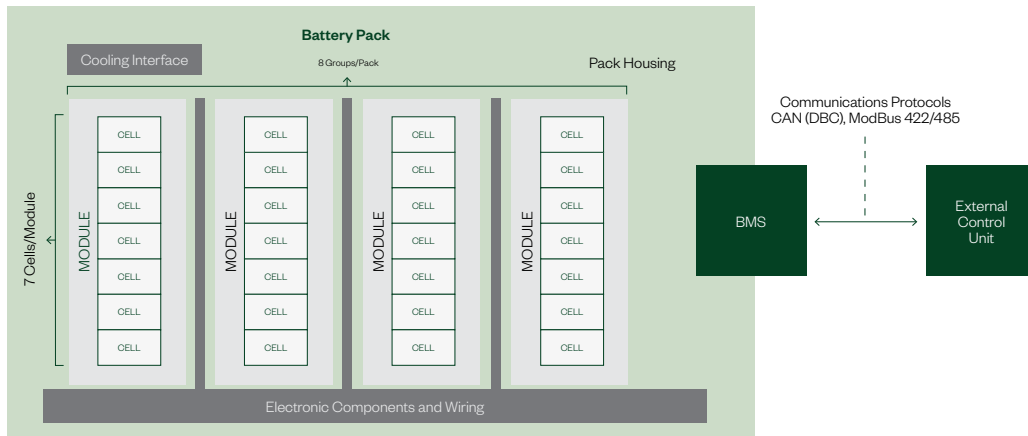 Battery Pack
Cooling Interface
8 Groups/Pack
Pack Housing
7 Cells/Module
MODULE
CELL
CELL
CELL
CELL
CELL
CELL
CELL
MODULE
CELL
CELL
CELL
CELL
CELL
CELL
CELL
MODULE
CELL
CELL
CELL
CELL
CELL
CELL
CELL
MODULE
CELL
CELL
CELL
CELL
CELL
CELL
CELL
Electronic Components and Wiring
Communications Protocols
CAN (DBC), ModBus 422/485
BMS
External
Control
Unit